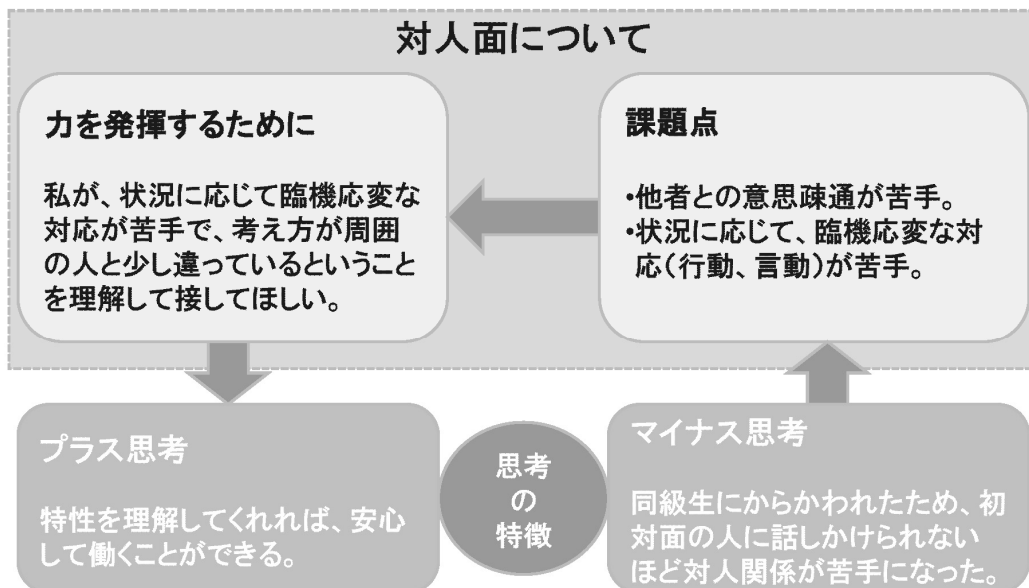 対人面について
力を発揮するために
私が、状況に応じて臨機応変な
対応が苦手で、考え方が周囲
の人と少し違っているということ
を理解して接してほしい。
課題点
・他者との意思疎通が苦手。
・状況に応じて、臨機応変な対
応(行動、言動)が苦手。
プラス思考
特性を理解してくれれば、安心
して働くことができる。
思考
の
特徴
マイナス思考
同級生にからかわれたため、初
対面の人に話しかけられない
ほど対人関係が苦手になった。